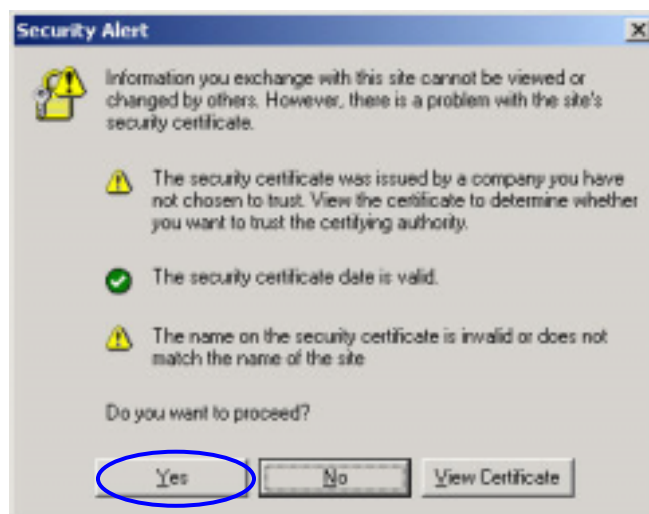 Security Alert
Information you exchange with this site cannot be viewed or
changed by others. However, there is a problem with the site's
security certificate.
The security certificate was issued by a company you have
not chosen to trust. View the certificate to determine whether
you want to trust the certifying authority.
The security certificate date is valid.
The name on the security certificate is invalid or does not
match the name of the site
Do you want to proceed?
Yes No View Certificate